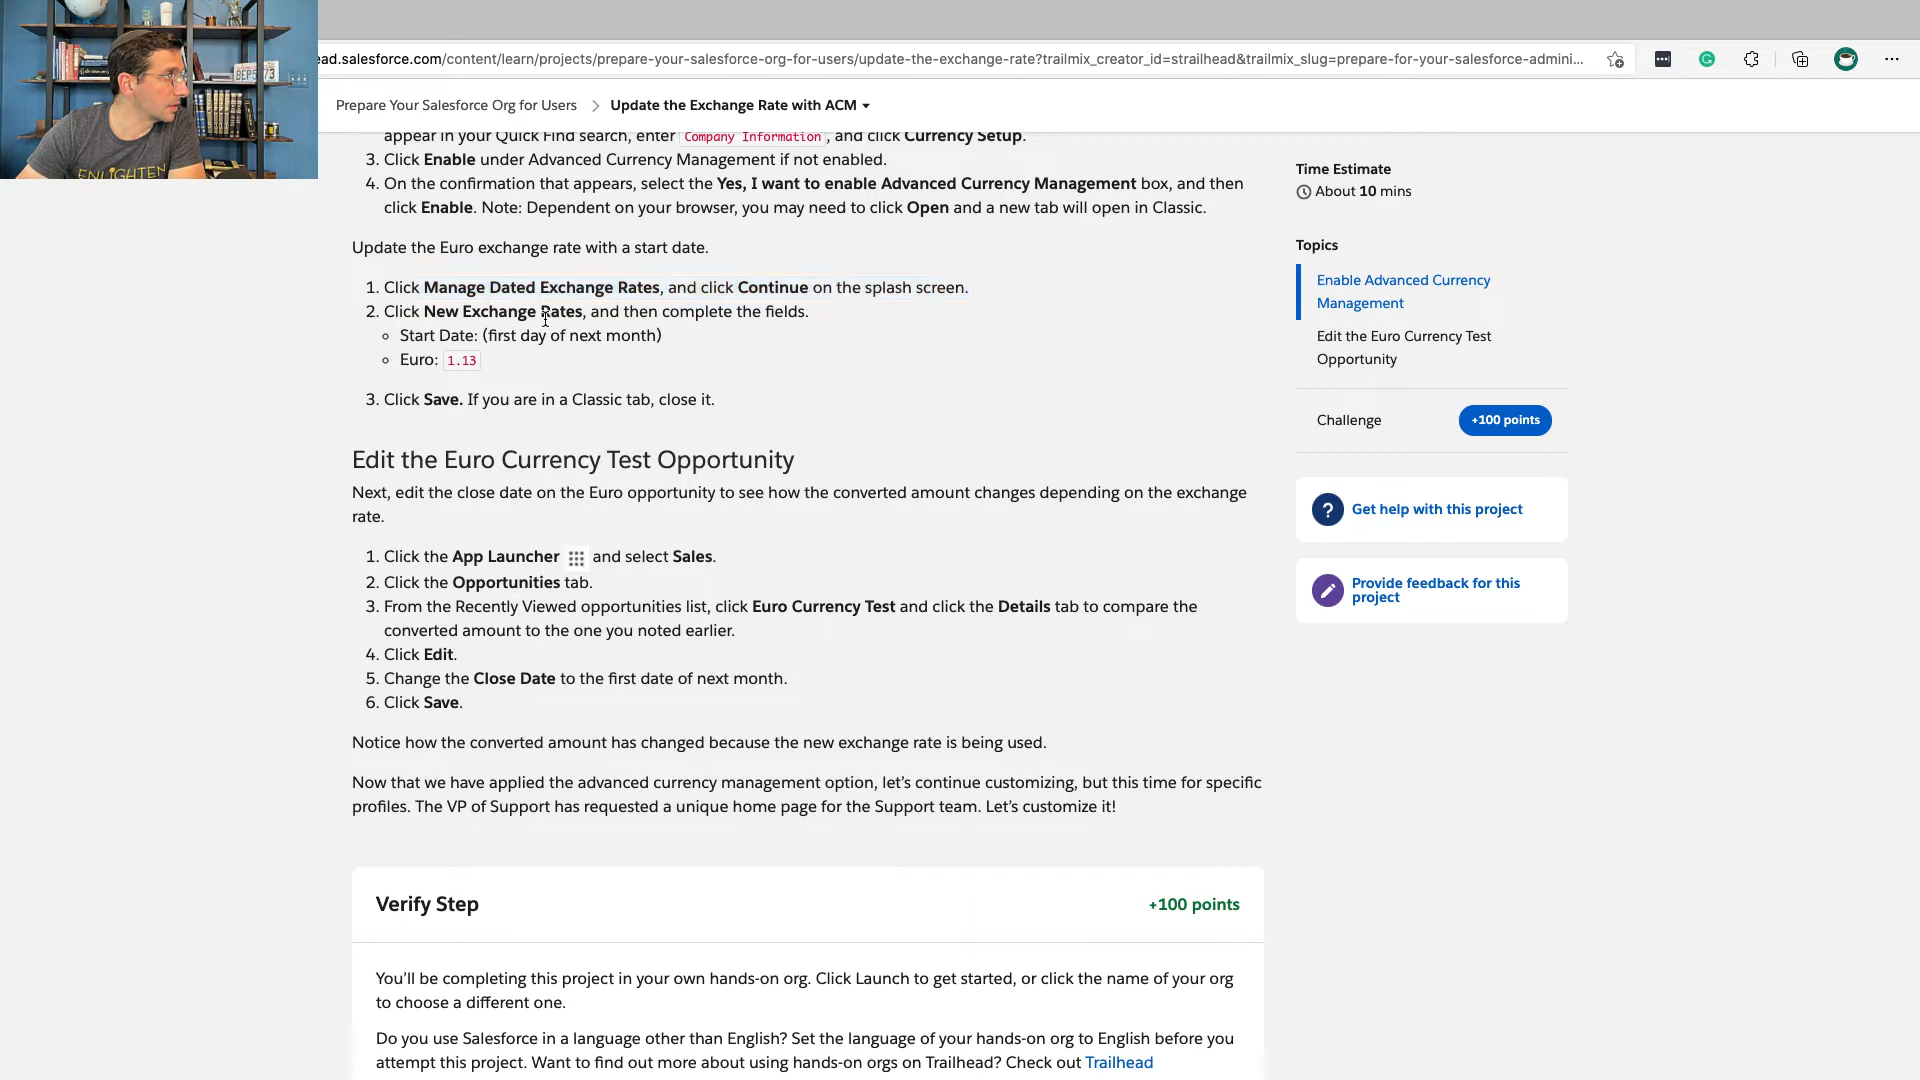 ead.salesforce.com/content/learn/projects/prepare-your-salesforce-org-for-users/update-the-exchange-rate?trailmix_creator_id=strailhead&trailmix_slug=prepare-for-your-salesforce-admini...
Prepare Your Salesforce Org for Users
Update the Exchange Rate with ACM
appear in your Quick Find search, enter Company Information, and click Currency Setup.
3. Click Enable under Advanced Currency Management if not enabled.
4. On the confirmation that appears, select the Yes, I want to enable Advanced Currency Management box, and then
click Enable. Note: Dependent on your browser, you may need to click Open and a new tab will open in Classic.
Update the Euro exchange rate with a start date.
1. Click Manage Dated Exchange Rates, and click Continue on the splash screen.
2. Click New Exchange Rates, and then complete the fields.
Start Date: (first day of next month)
Euro: 1.13
3. Click Save. If you are in a Classic tab, close it.
Edit the Euro Currency Test Opportunity
Next, edit the close date on the Euro opportunity to see how the converted amount changes depending on the exchange
rate.
1. Click the App Launcher and select Sales.
2. Click the Opportunities tab.
3. From the Recently Viewed opportunities list, click Euro Currency Test and click the Details tab to compare the
converted amount to the one you noted earlier.
4. Click Edit.
5. Change the Close Date to the first date of next month.
6. Click Save.
Notice how the converted amount has changed because the new exchange rate is being used.
Now that we have applied the advanced currency management option, let’s continue customizing, but this time for specific
profiles. The VP of Support has requested a unique home page for the Support team. Let’s customize it!
Verify Step
+100 points
You’ll be completing this project in your own hands-on org. Click Launch to get started, or click the name of your org
to choose a different one.
Do you use Salesforce in a language other than English? Set the language of your hands-on org to English before you
attempt this project. Want to find out more about using hands-on orgs on Trailhead? Check out Trailhead
Time Estimate
About 10 mins
Topics
Enable Advanced Currency
Management
Edit the Euro Currency Test
Opportunity
Challenge
+100 points
Get help with this project
Provide feedback for this
project
ENLIGHTEN